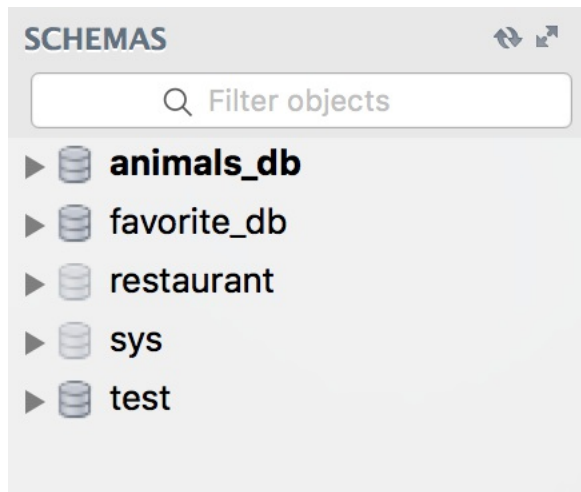 SCHEMAS
Filter objects
animals_db
favorite_db
restaurant
sys
test